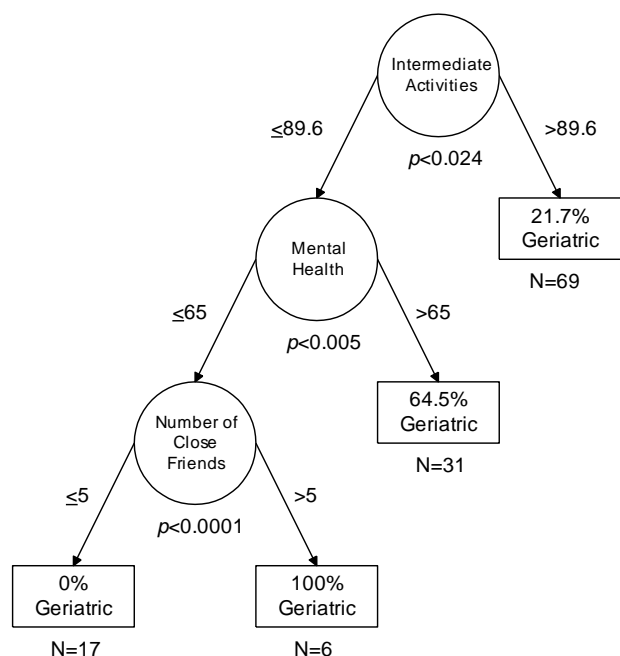 Intermediate
Activities
≤89.6
>89.6
p<0.024
21.7%
Geriatric
N=69
Mental
Health
≤65
>65
p<0.005
64.5%
Geriatric
N=31
Number of
Close
Friends
≤5
>5
p<0.0001
0%
Geriatric
N=17
100%
Geriatric
N=6